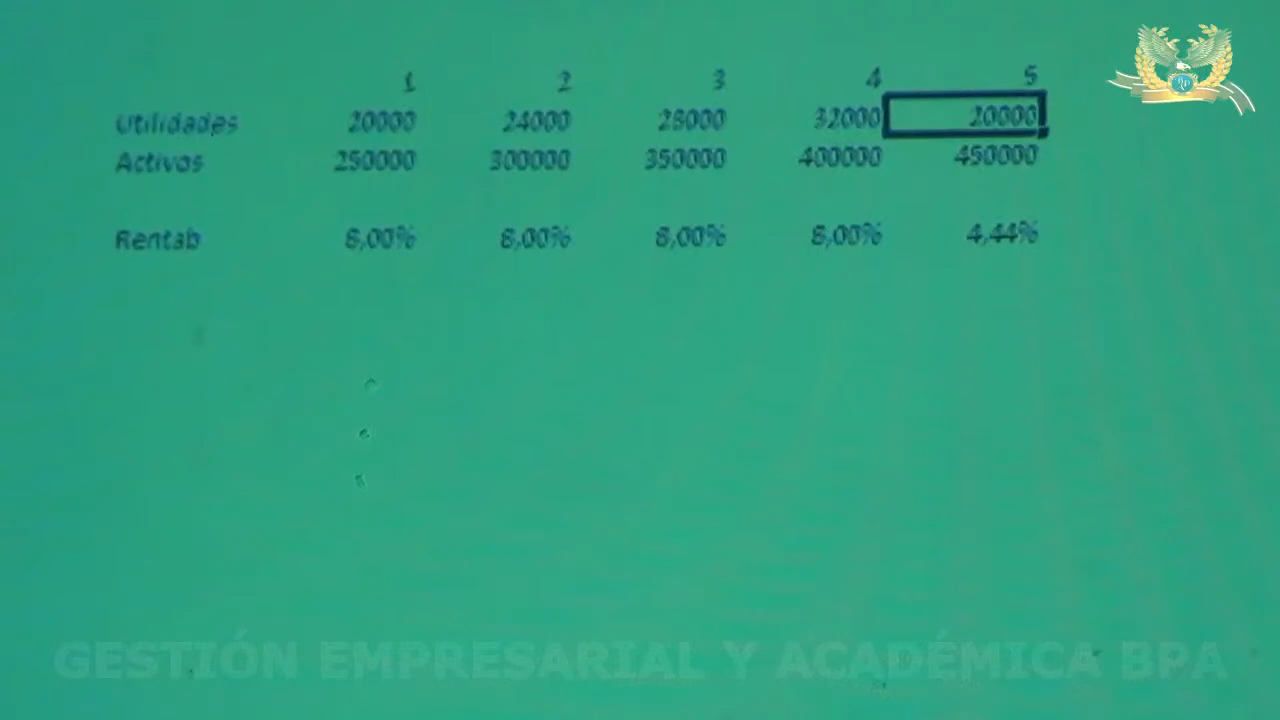 1 2 3 4 5
Utilidades 20000 24000 28000 32000 20000
Activos 250000 300000 350000 400000 450000
Rentab 8,00% 8,00% 8,00% 8,00% 4,44%
GESTIÓN EMPRESARIAL Y ACADÉMICA BPA